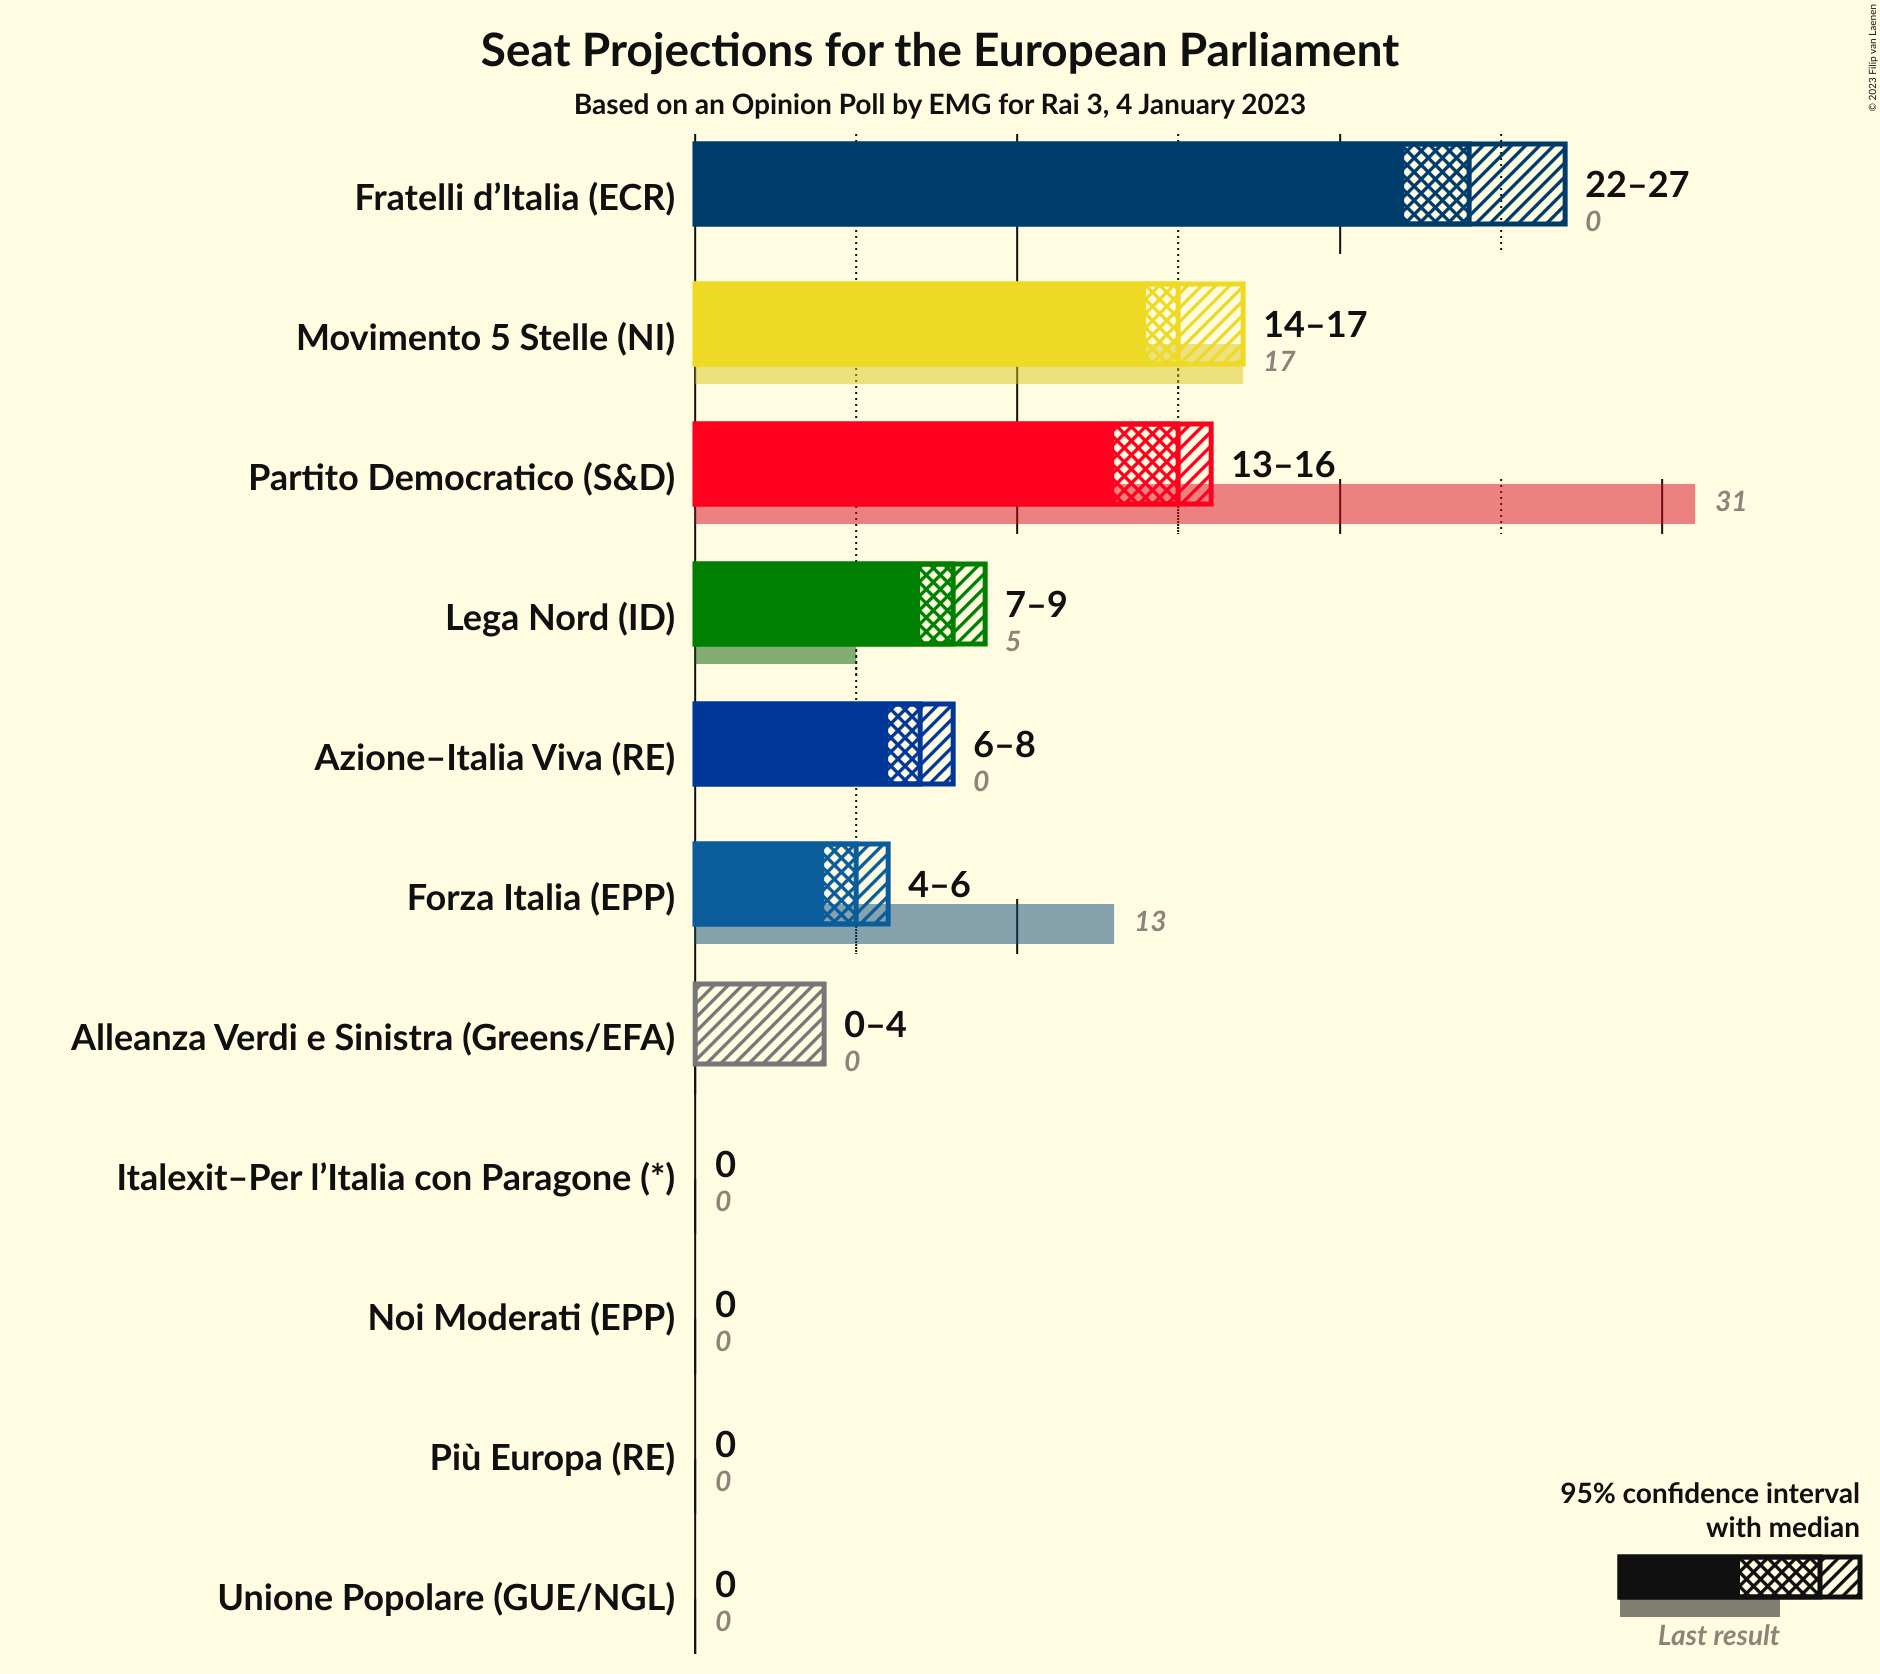 Seat Projections for the European Parliament
Based on an Opinion Poll by EMG for Rai 3, 4 January 2023
© 2023 Filip van Laenen
Fratelli d’Italia (ECR)
22–27
0
Movimento 5 Stelle (NI)
14–17
17
Partito Democratico (S&D)
13–16
31
Lega Nord (ID)
7–9
5
Azione–Italia Viva (RE)
6–8
0
Forza Italia (EPP)
4–6
13
Alleanza Verdi e Sinistra (Greens/EFA)
0–4
0
Italexit–Per l’Italia con Paragone (*)
0
0
Noi Moderati (EPP)
0
0
Più Europa (RE)
0
0
Unione Popolare (GUE/NGL)
0
0
95% confidence interval
with median
Last result